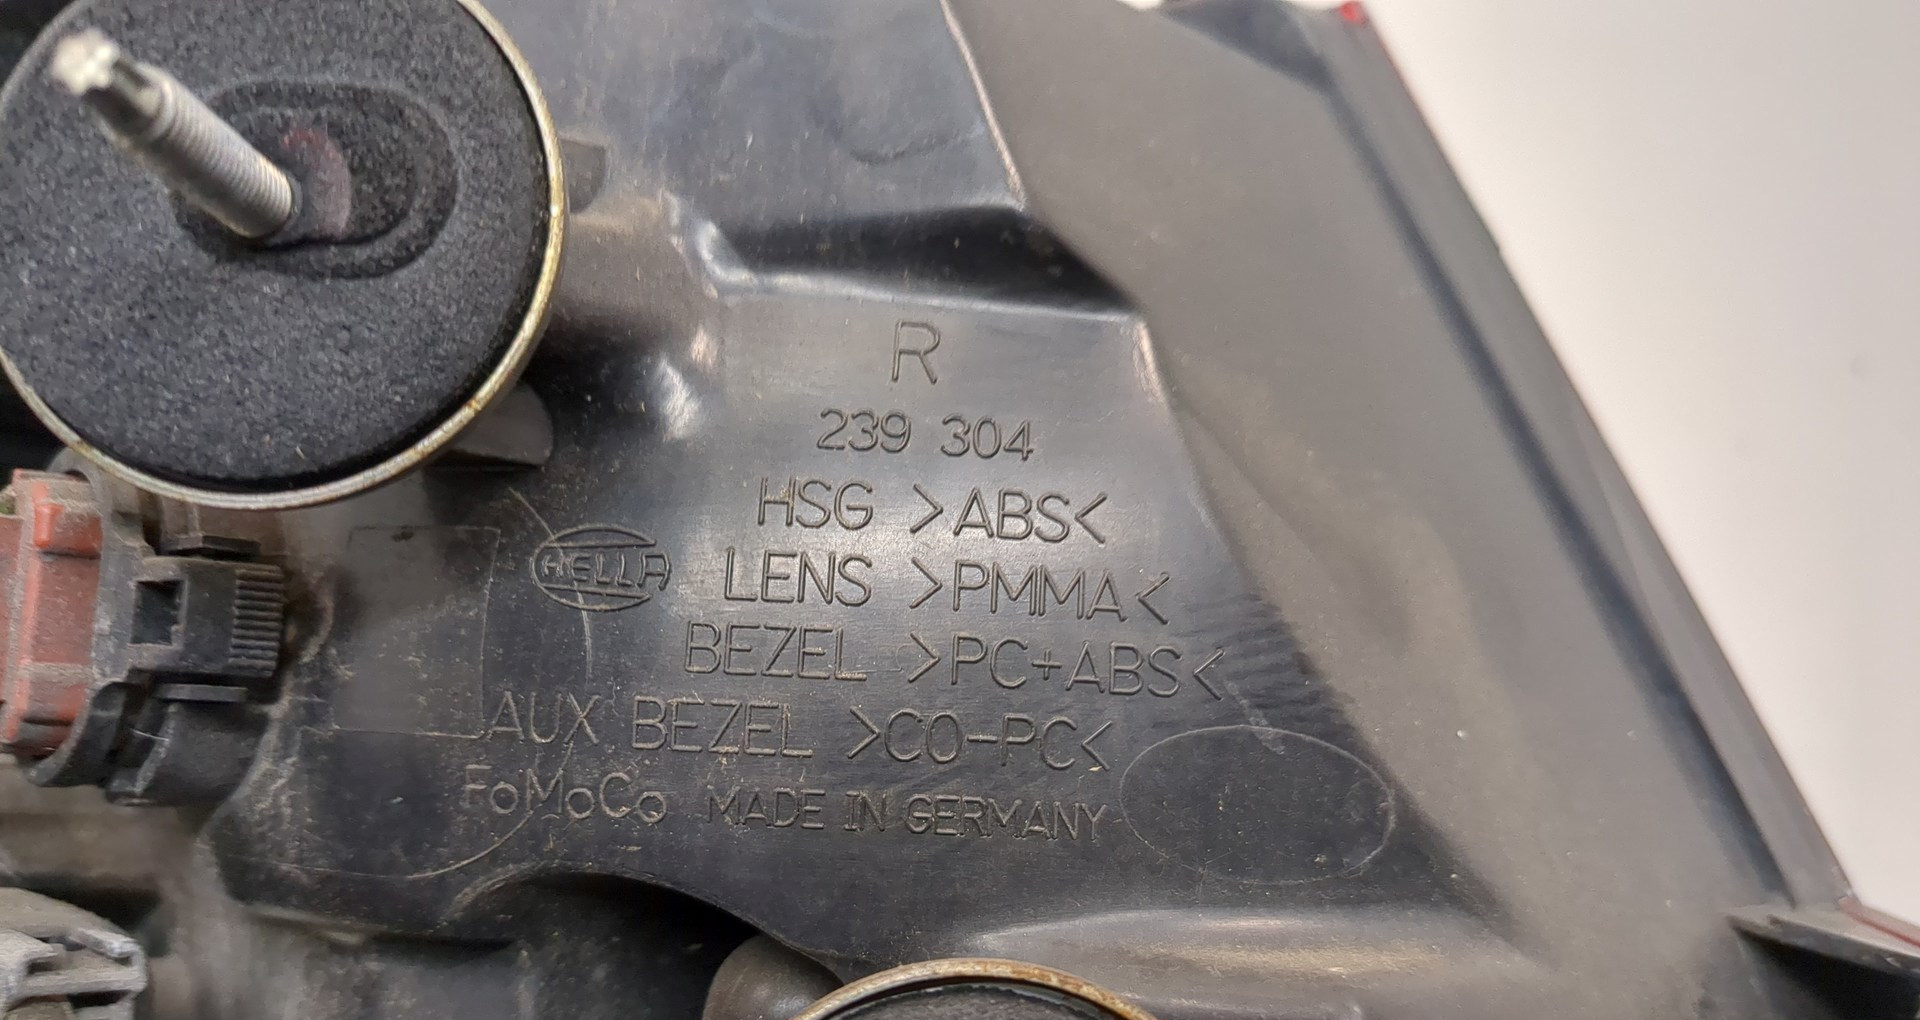 R
239 304
HSG >ABS<
HELLA
LENS >PMMA<
BEZEL >PC+ABS<
AUX BEZEL >CO-PC<
FoMoCo MADE IN GERMANY